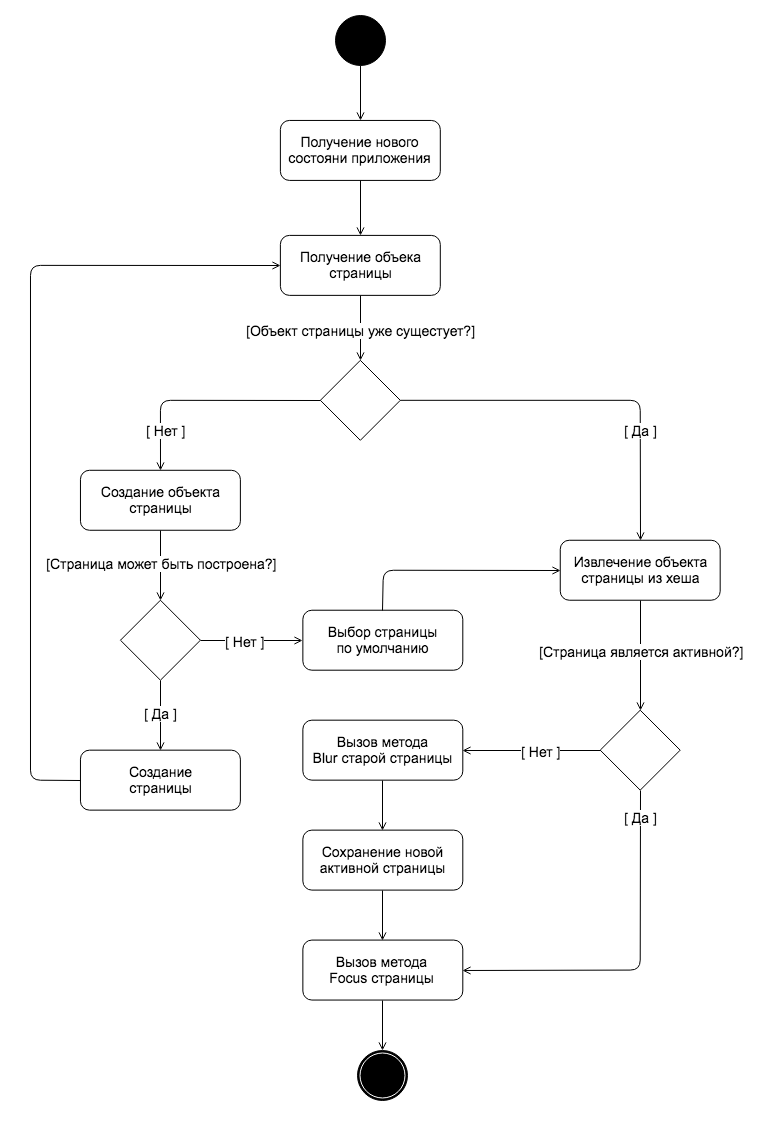 Получение нового
состояни приложения
Получение объека
страницы
[Объект страницы уже сущестует?]
[ Нет ]
[ Да ]
Создание объекта
страницы
[Страница может быть построена?]
Извлечение объекта
страницы из хеша
[ Нет ]
Выбор страницы
по умолчанию
[Страница является активной?]
[ Да ]
Создание
страницы
Вызов метода
Blur старой страницы
[ Нет ]
[ Да ]
Сохранение новой
активной страницы
Вызов метода
Focus страницы